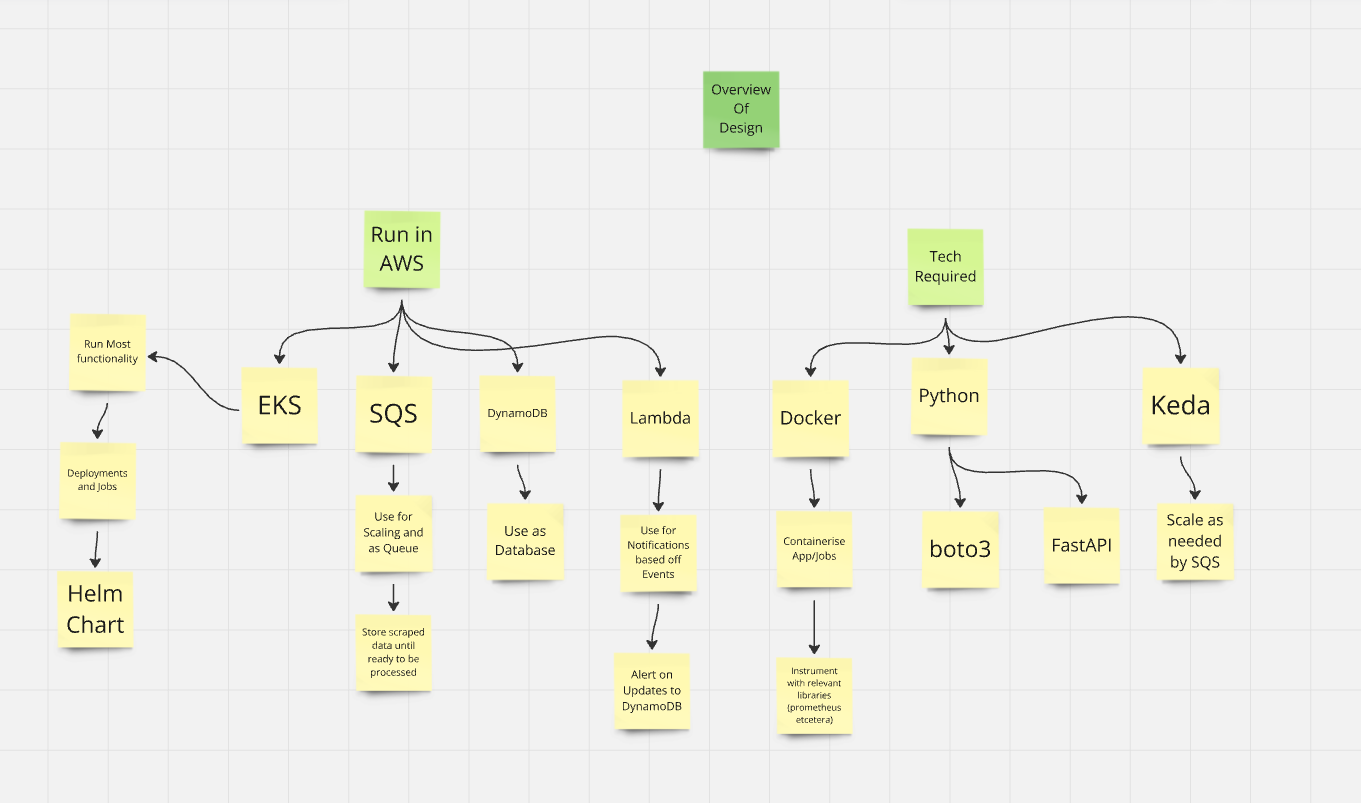 Overview
Of
Design
Run in
AWS
Tech
Required
Run Most
functionality
EKS
SQS
DynamoDB
Lambda
Docker
Python
Keda
Deployments
and Jobs
Use for
Scaling and
as Queue
Use as
Database
Use for
Notifications
based off
Events
Containerise
App/Jobs
boto3
FastAPI
Scale as
needed
by SQS
Helm
Chart
Store scraped
data until
ready to be
processed
Alert on
Updates to
DynamoDB
Instrument
with relevant
libraries
(prometheus
etcetera)